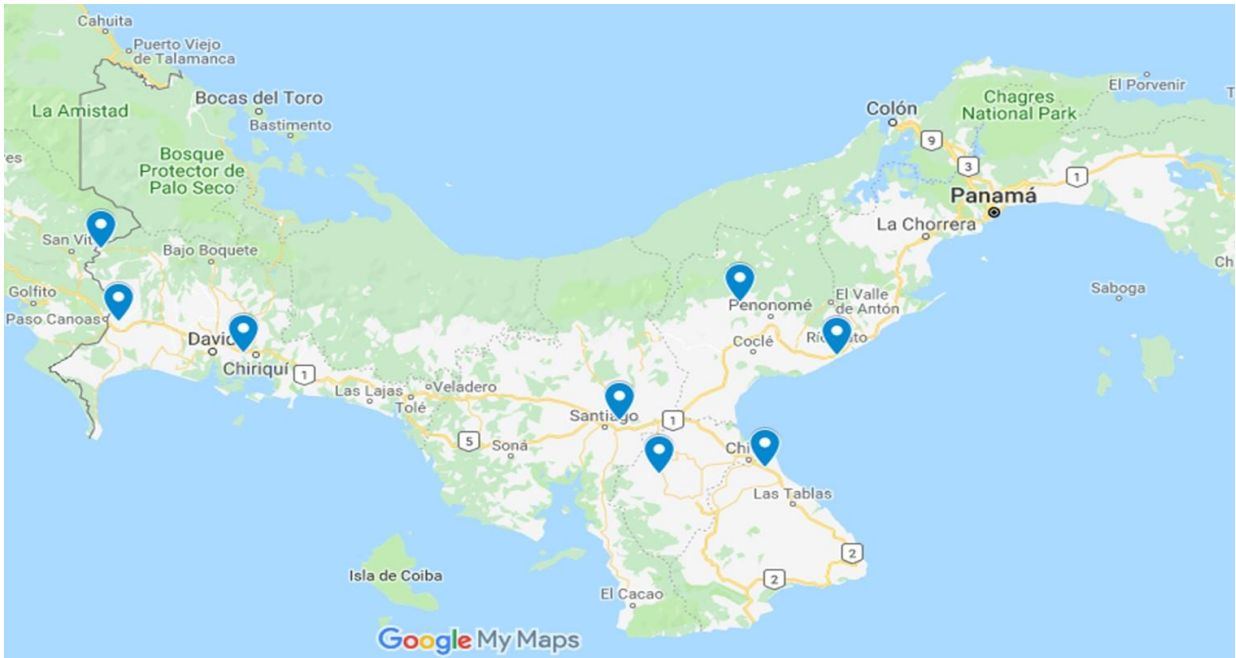 Cahuita
Puerto Viejo
de Talamanca
La Amistad
Bocas del Toro
Bastimento
Bosque
Protector de
Palo Seco
San Vit
Bajo Boquete
Golfito
Paso Canoas
Davi
Chiriquí
1
Las Lajas
Tolé
Veladero
5
Soná
Santiago
1
Isla de Coiba
El Cacao
Colón
9
3
Chagres
National Park
El Porvenir
1
Panamá
La Chorrera
Saboga
Penonomé
El Valle
de Antón
Coclé
Chi
Las Tablas
2
2
Google My Maps